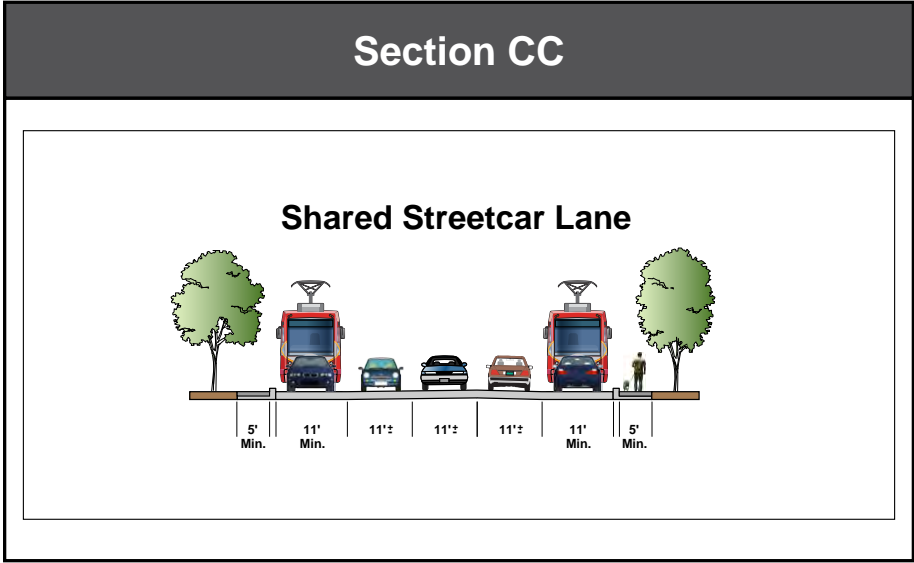 Section CC
Shared Streetcar Lane
5' 11' 11'± 11'± 11'± 11' 5'
Min. Min. Min. Min.